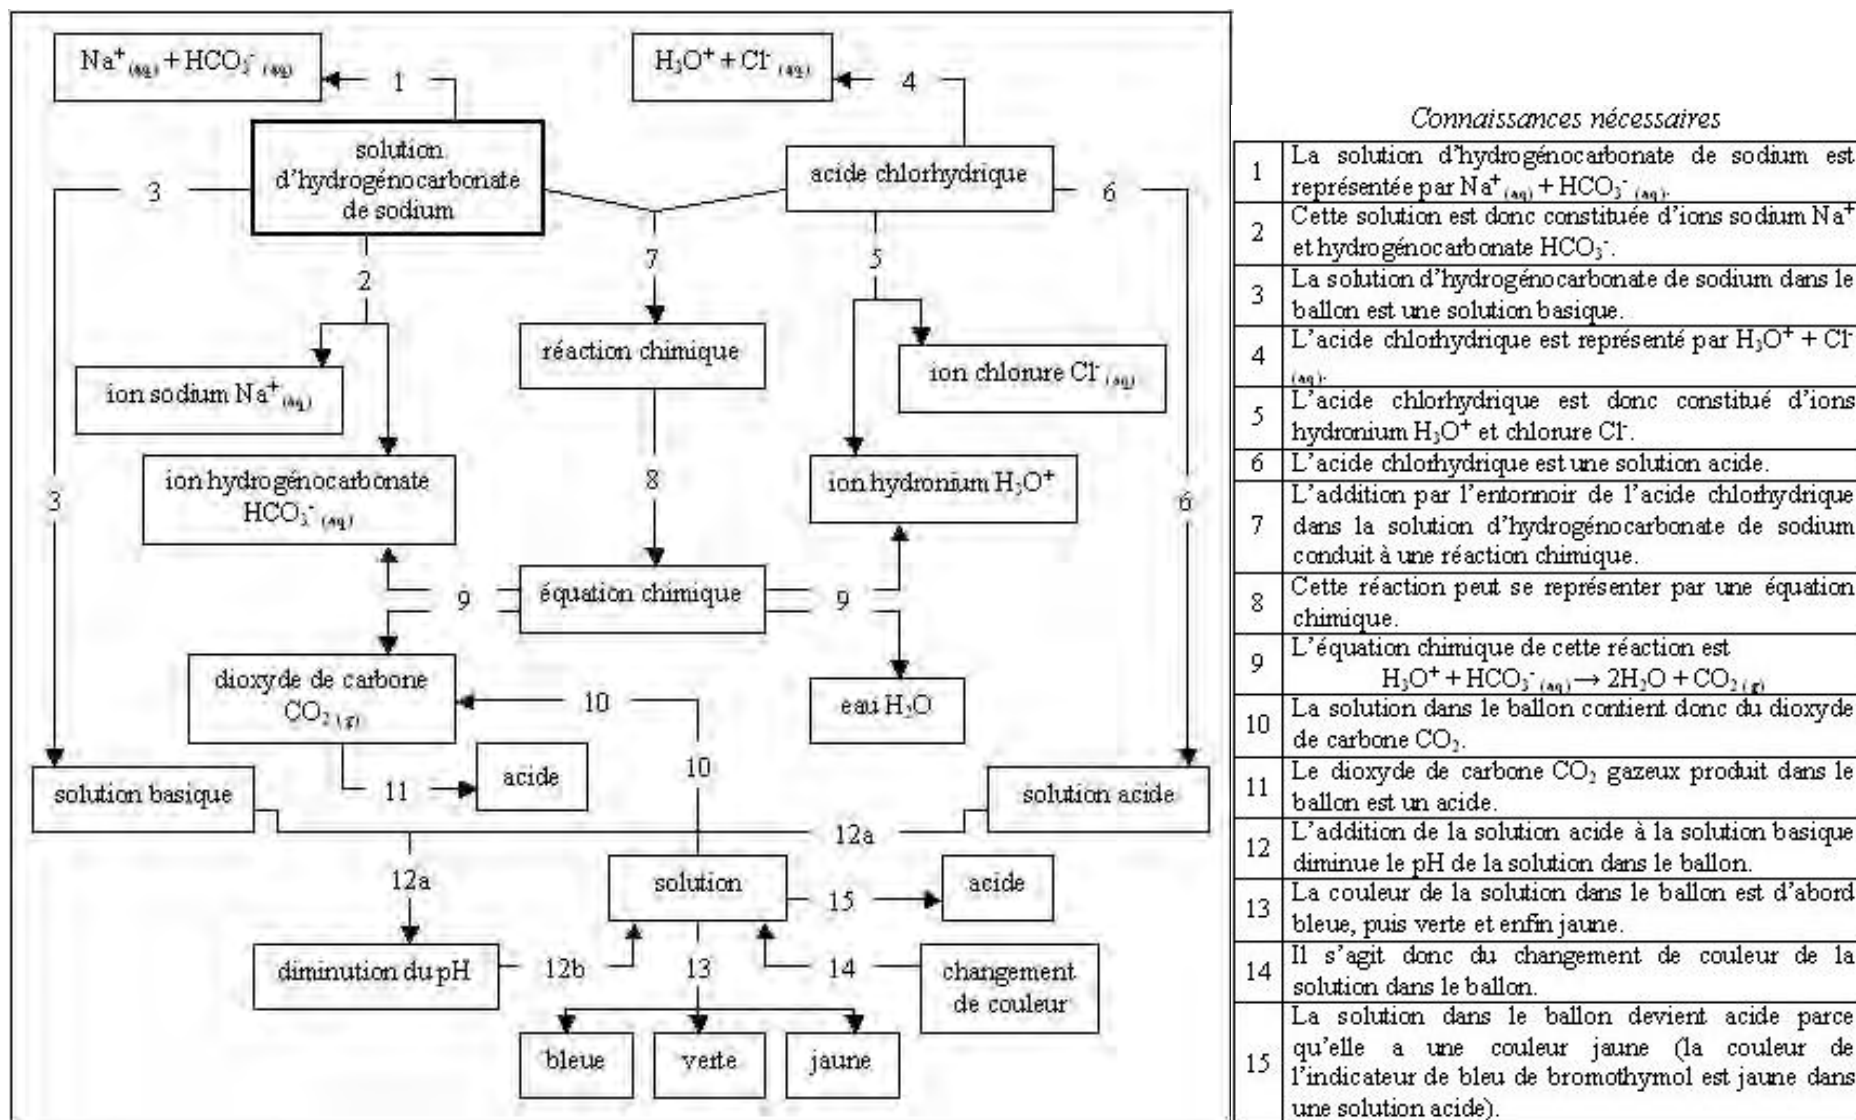 Na⁺ (aq) + HCO₃⁻ (aq)
H₃O⁺ + Cl⁻ (aq)
1
4
solution
d'hydrogénocarbonate
de sodium
acide chlorhydrique
3
6
7
5
2
réaction chimique
ion chlorure Cl⁻ (aq)
ion sodium Na⁺ (aq)
ion hydrogénocarbonate
HCO₃⁻ (aq)
8
ion hydronium H₃O⁺
3
6
9
équation chimique
9
dioxyde de carbone
CO₂ (g)
10
eau H₂O
solution basique
11
acide
10
solution acide
12a
12a
solution
15
acide
diminution du pH
12b
13
14
changement
de couleur
bleue
verte
jaune
Connaissances nécessaires
1
La solution d'hydrogénocarbonate de sodium est
représentée par Na⁺ (aq) + HCO₃⁻ (aq).
2
Cette solution est donc constituée d'ions sodium Na⁺
et hydrogénocarbonate HCO₃⁻.
3
La solution d'hydrogénocarbonate de sodium dans le
ballon est une solution basique.
4
L'acide chlorhydrique est représenté par H₃O⁺ + Cl⁻
(aq).
5
L'acide chlorhydrique est donc constitué d'ions
hydronium H₃O⁺ et chlorure Cl⁻.
6
L'acide chlorhydrique est une solution acide.
7
L'addition par l'entonnoir de l'acide chlorhydrique
dans la solution d'hydrogénocarbonate de sodium
conduit à une réaction chimique.
8
Cette réaction peut se représenter par une équation
chimique.
9
L'équation chimique de cette réaction est
H₃O⁺ + HCO₃⁻ (aq) → 2H₂O + CO₂ (g)
10
La solution dans le ballon contient donc du dioxyde
de carbone CO₂.
11
Le dioxyde de carbone CO₂ gazeux produit dans le
ballon est un acide.
12
L'addition de la solution acide à la solution basique
diminue le pH de la solution dans le ballon.
13
La couleur de la solution dans le ballon est d'abord
bleue, puis verte et enfin jaune.
14
Il s'agit donc du changement de couleur de la
solution dans le ballon.
15
La solution dans le ballon devient acide parce
qu'elle a une couleur jaune (la couleur de
l'indicateur de bleu de bromothymol est jaune dans
une solution acide).